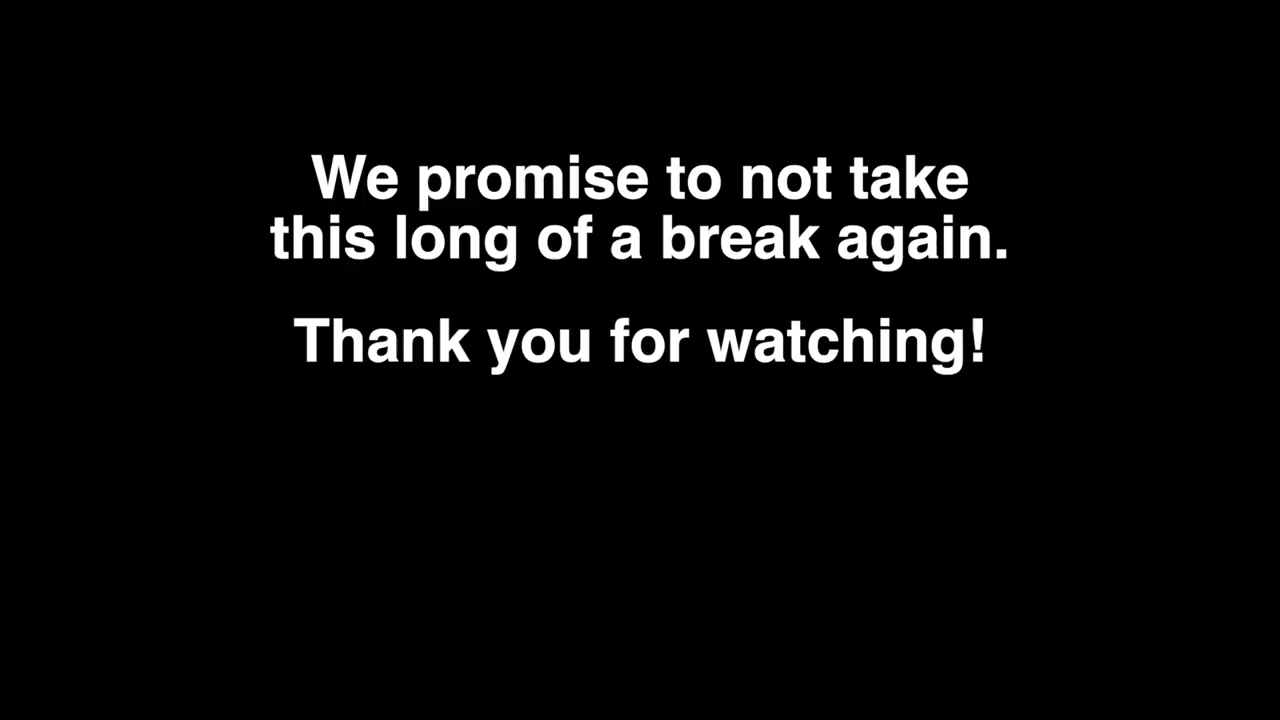 We promise to not take
this long of a break again.
Thank you for watching!